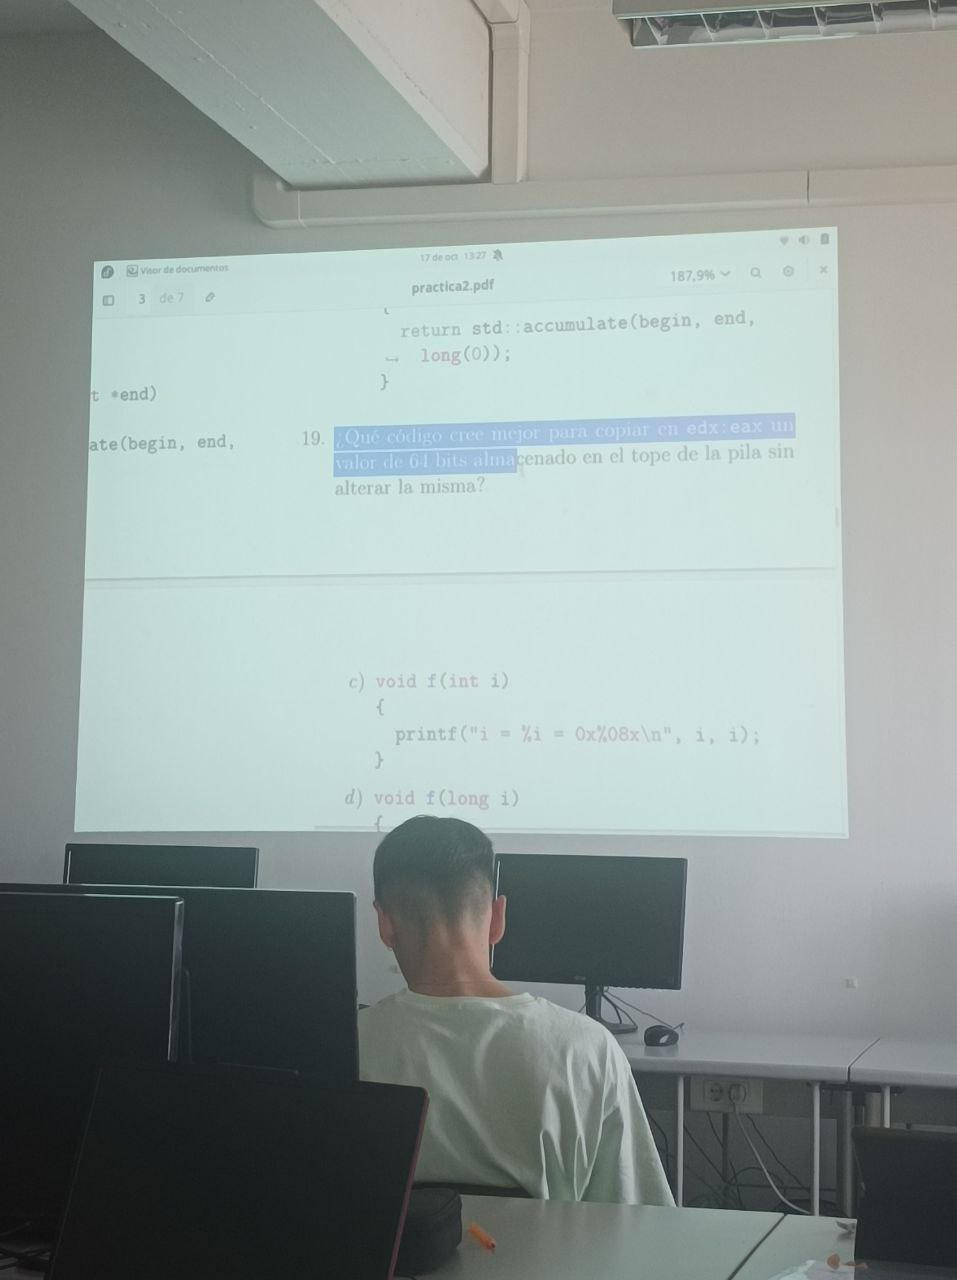 Visor de documentos
17 de oct 13:27
3 de 7
practica2.pdf
187,9%
{
return std::accumulate(begin, end,
↪ long(0));
}
t *end)
ate(begin, end,
19. ¿Qué código cree mejor para copiar en edx:eax un
valor de 64 bits almacenado en el tope de la pila sin
alterar la misma?
c) void f(int i)
{
printf("i = %i = 0x%08x\n", i, i);
}
d) void f(long i)
{